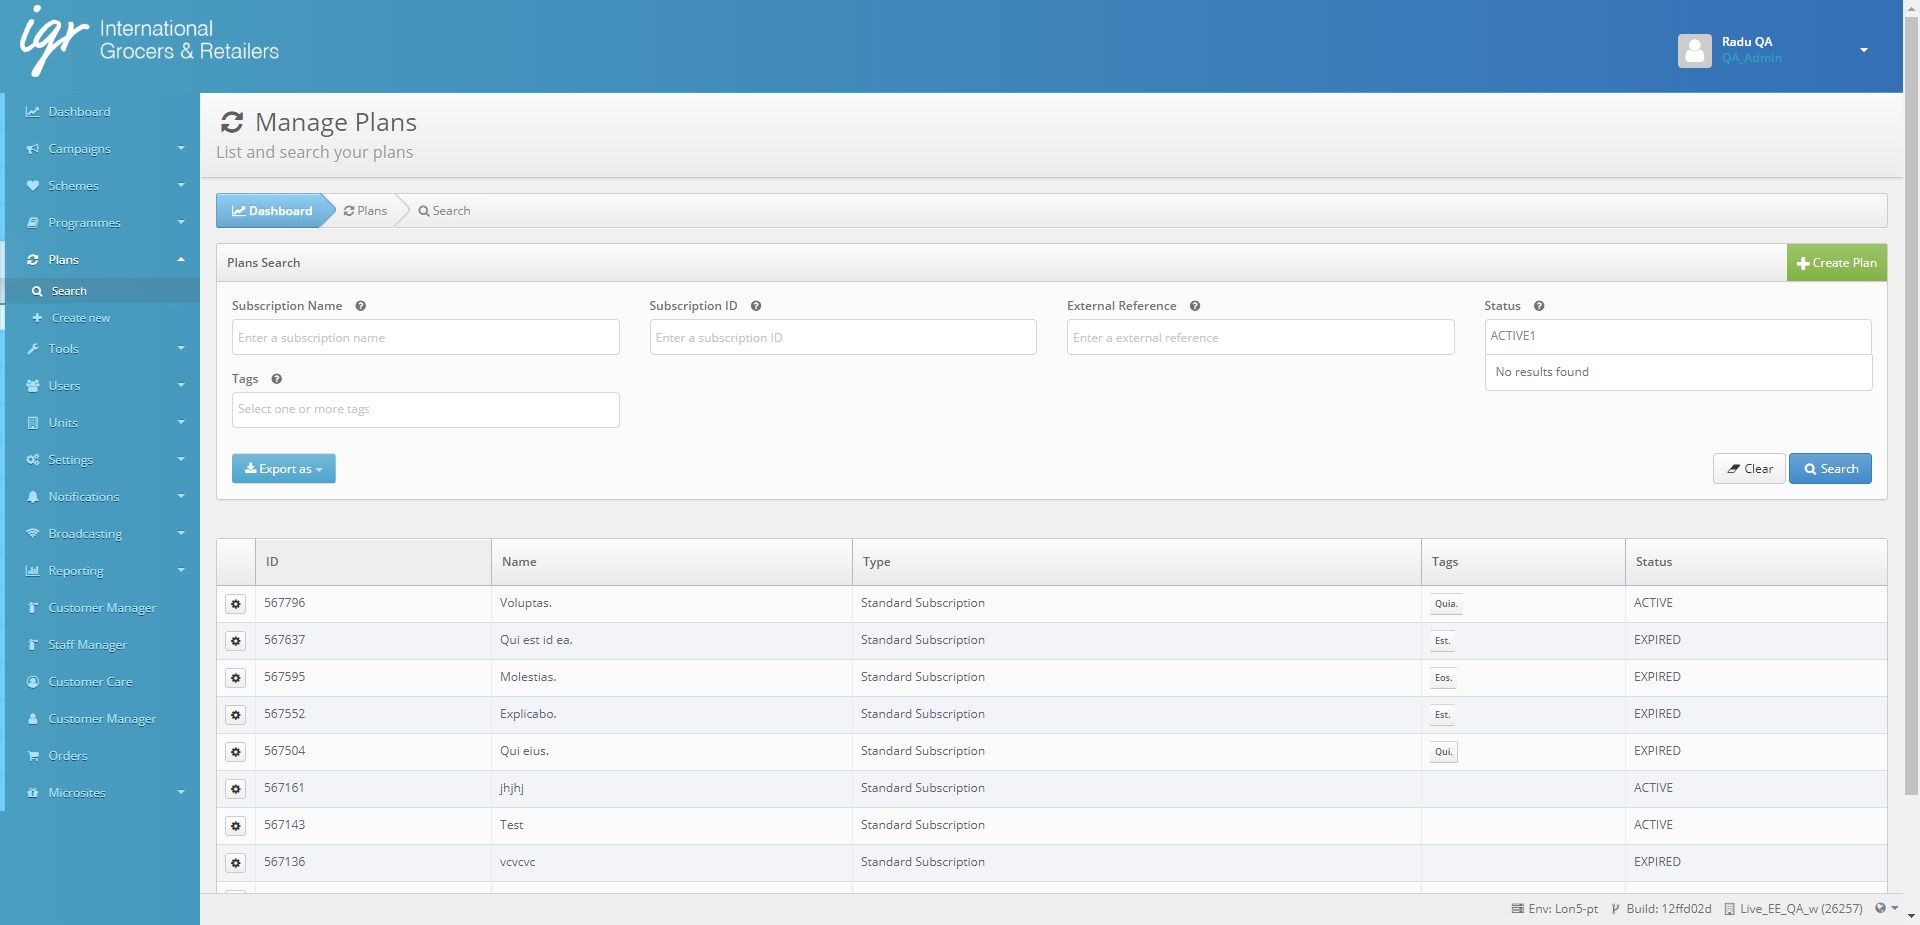 igr International
Grocers & Retailers
Radu QA
QA_Admin
Dashboard
Campaigns
Schemes
Programmes
Plans
Search
Create new
Tools
Users
Units
Settings
Notifications
Broadcasting
Reporting
Customer Manager
Staff Manager
Customer Care
Customer Manager
Orders
Microsites
Manage Plans
List and search your plans
Dashboard Plans Search
Plans Search Create Plan
Subscription Name Subscription ID External Reference Status
Enter a subscription name Enter a subscription ID Enter a external reference ACTIVE1
No results found
Tags
Select one or more tags
Export as Clear Search
ID Name Type Tags Status
567796 Voluptas. Standard Subscription Quia. ACTIVE
567637 Qui est id ea. Standard Subscription Est. EXPIRED
567595 Molestias. Standard Subscription Eos. EXPIRED
567552 Explicabo. Standard Subscription Est. EXPIRED
567504 Qui eius. Standard Subscription Qui. EXPIRED
567161 jhjhj Standard Subscription ACTIVE
567143 Test Standard Subscription ACTIVE
567136 vcvcvc Standard Subscription EXPIRED
Env: Lon5-pt Build: 12ffd02d Live_EE_QA_w (26257)